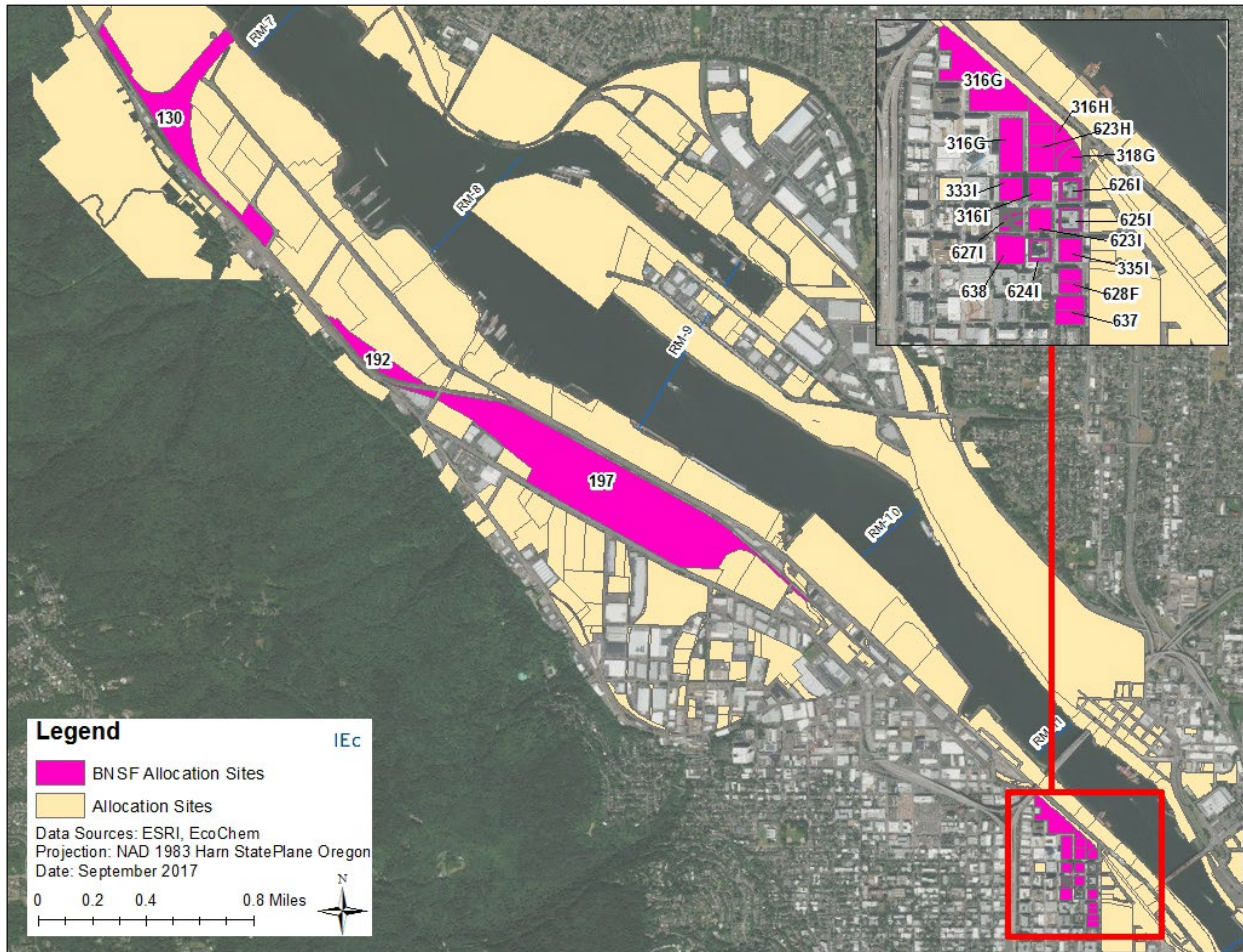 RM-7
130
RM-8
192
RM-9
197
RM-10
RM-11
316G
316H
316G
623H
318G
333I
626I
316I
625I
627I
623I
335I
638
624I
628F
637
Legend
IEc
BNSF Allocation Sites
Allocation Sites
Data Sources: ESRI, EcoChem
Projection: NAD 1983 Harn StatePlane Oregon
Date: September 2017
N
0 0.2 0.4 0.8 Miles